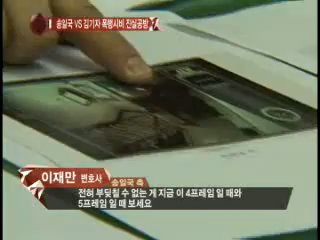 송일국 VS 김기자 폭행시비 진실공방
송일국 측
이재만 변호사
전혀 부딪칠 수 없는 게 지금 이 4프레임 일 때와
5프레임 일 때 보세요